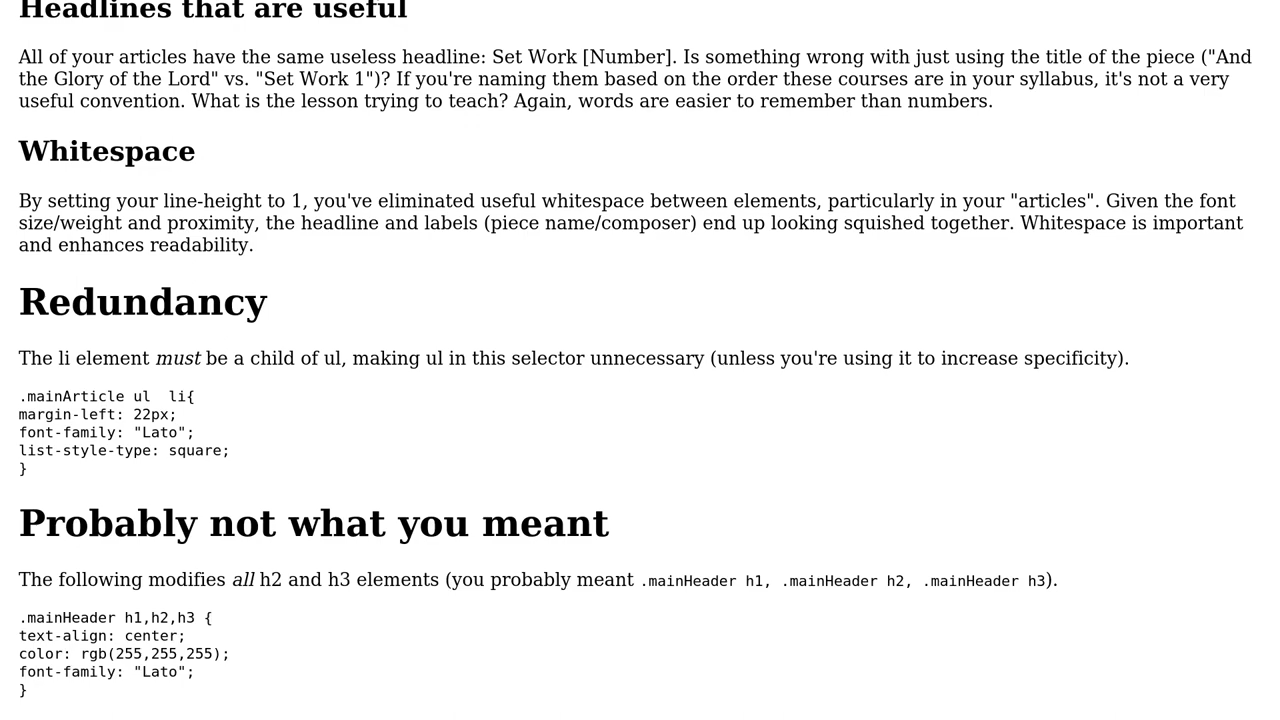 Headlines that are useful
All of your articles have the same useless headline: Set Work [Number]. Is something wrong with just using the title of the piece ("And
the Glory of the Lord" vs. "Set Work 1")? If you're naming them based on the order these courses are in your syllabus, it's not a very
useful convention. What is the lesson trying to teach? Again, words are easier to remember than numbers.
Whitespace
By setting your line-height to 1, you've eliminated useful whitespace between elements, particularly in your "articles". Given the font
size/weight and proximity, the headline and labels (piece name/composer) end up looking squished together. Whitespace is important
and enhances readability.
Redundancy
The li element must be a child of ul, making ul in this selector unnecessary (unless you're using it to increase specificity).
.mainArticle ul  li{
margin-left: 22px;
font-family: "Lato";
list-style-type: square;
}
Probably not what you meant
The following modifies all h2 and h3 elements (you probably meant .mainHeader h1, .mainHeader h2, .mainHeader h3).
.mainHeader h1,h2,h3 {
text-align: center;
color: rgb(255,255,255);
font-family: "Lato";
}